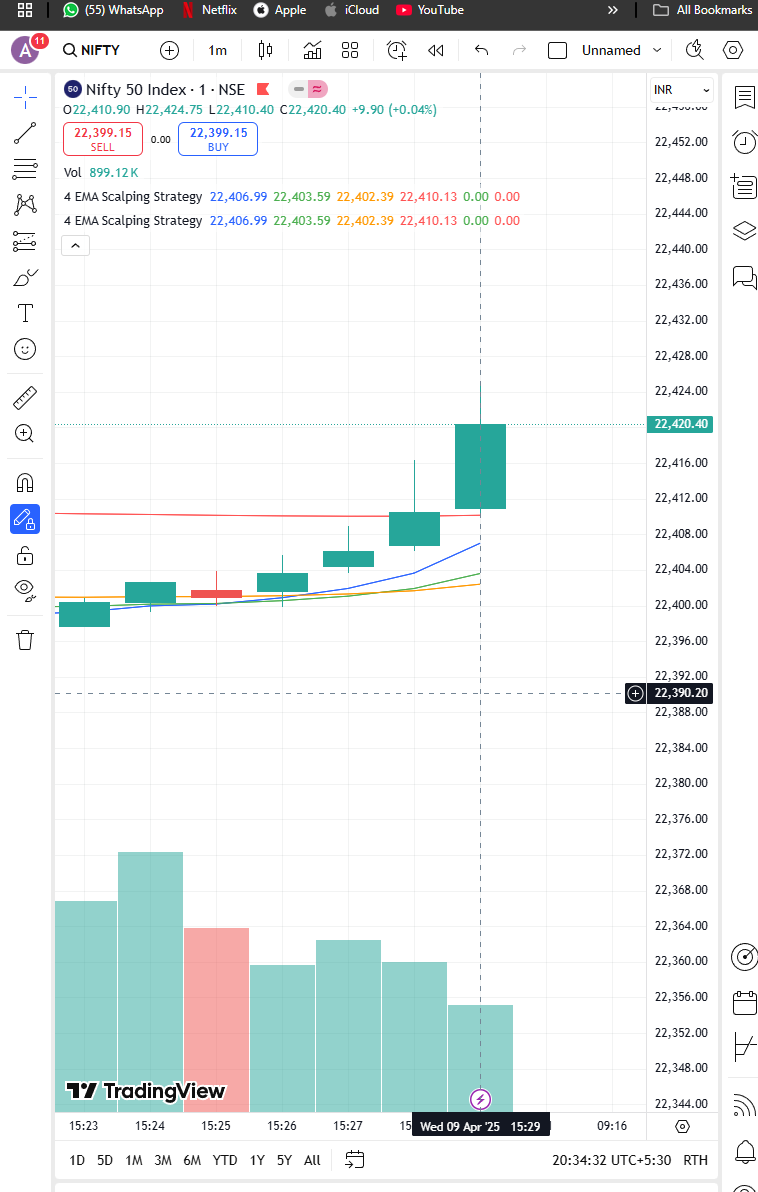 (55) WhatsApp Netflix Apple iCloud YouTube » All Bookmarks
A 11 NIFTY 1m Unnamed
50 Nifty 50 Index · 1 · NSE INR
O22,410.90 H22,424.75 L22,410.40 C22,420.40 +9.90 (+0.04%)
22,399.15 0.00 22,399.15
SELL BUY
Vol 899.12 K
4 EMA Scalping Strategy 22,406.99 22,403.59 22,402.39 22,410.13 0.00 0.00
4 EMA Scalping Strategy 22,406.99 22,403.59 22,402.39 22,410.13 0.00 0.00
22,452.00
22,448.00
22,444.00
22,440.00
22,436.00
22,432.00
22,428.00
22,424.00
22,420.40
22,416.00
22,412.00
22,408.00
22,404.00
22,400.00
22,396.00
22,392.00
22,390.20
22,388.00
22,384.00
22,380.00
22,376.00
22,372.00
22,368.00
22,364.00
22,360.00
22,356.00
22,352.00
22,348.00
22,344.00
TradingView
15:23 15:24 15:25 15:26 15:27 Wed 09 Apr '25 15:29 09:16
1D 5D 1M 3M 6M YTD 1Y 5Y All 20:34:32 UTC+5:30 RTH